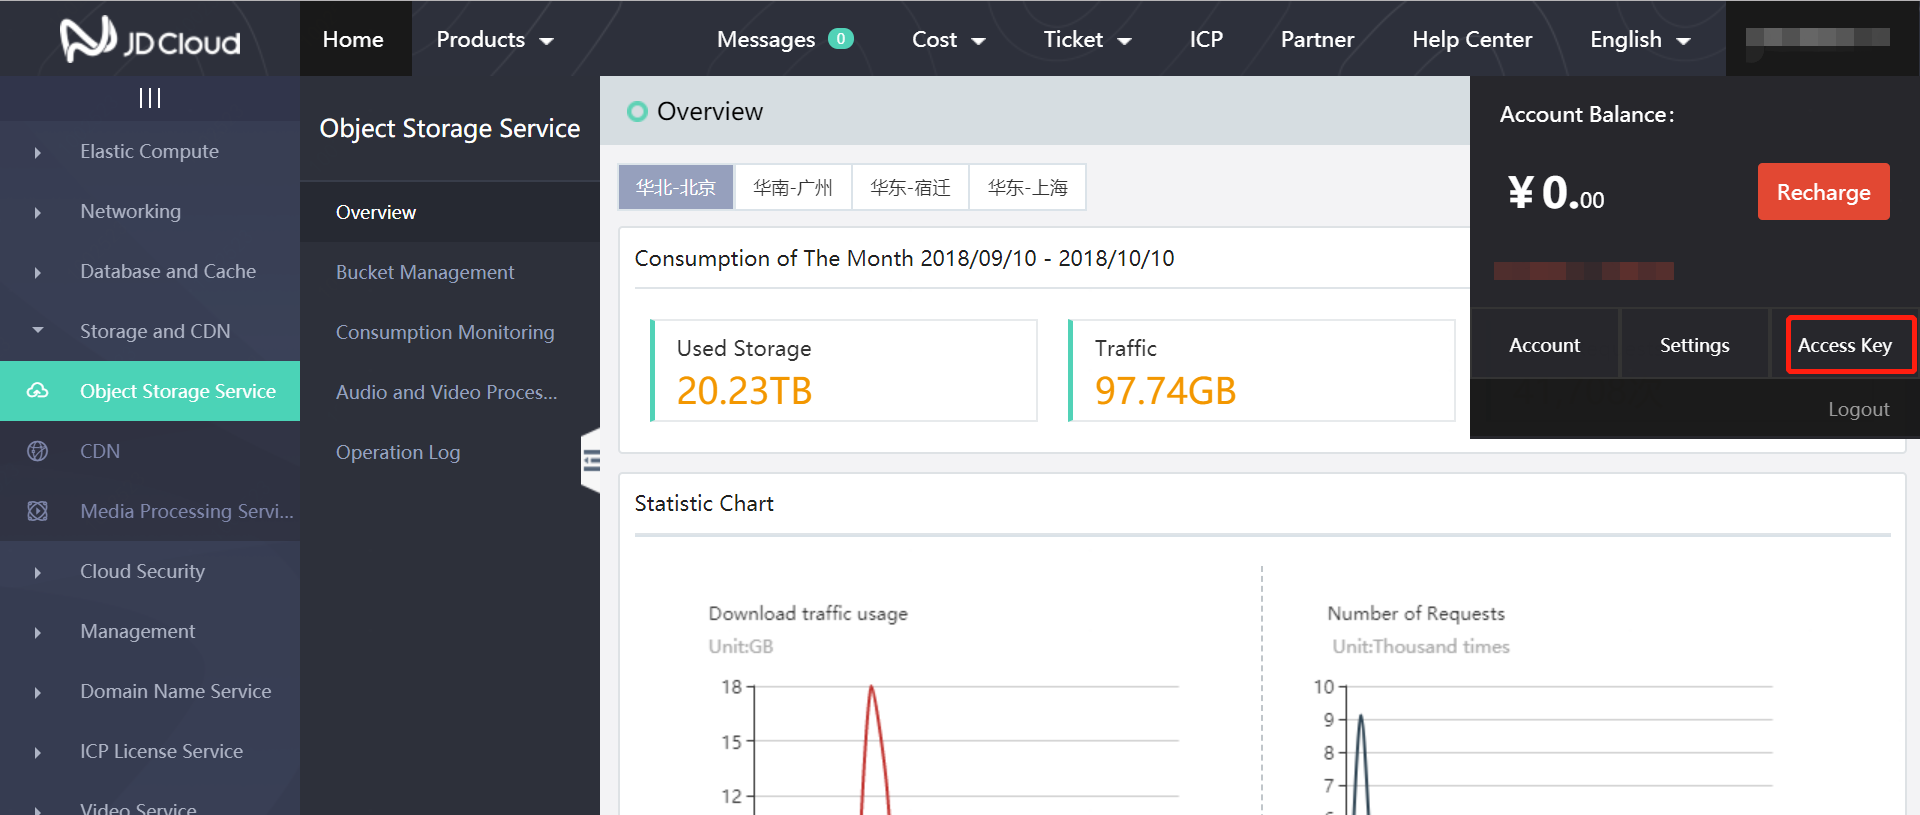 JD Cloud
Home
Products
Messages 0
Cost
Ticket
ICP
Partner
Help Center
English
Elastic Compute
Networking
Database and Cache
Storage and CDN
Object Storage Service
CDN
Media Processing Servi...
Cloud Security
Management
Domain Name Service
ICP License Service
Video Service
Object Storage Service
Overview
Bucket Management
Consumption Monitoring
Audio and Video Proces...
Operation Log
Overview
华北-北京
华南-广州
华东-宿迁
华东-上海
Consumption of The Month 2018/09/10 - 2018/10/10
Used Storage
20.23TB
Traffic
97.74GB
Account Balance:
¥ 0.00
Recharge
Account
Settings
Access Key
Logout
Statistic Chart
Download traffic usage
Unit:GB
18
15
12
Number of Requests
Unit:Thousand times
10
9
8
7